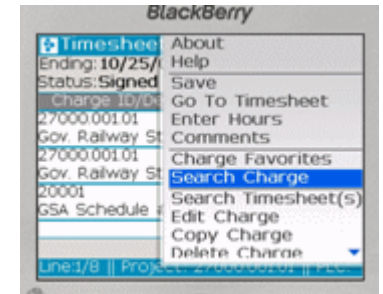 BlackBerry
Timeshee
Ending: 10/25/
Status: Signed
Charge ID/De
27000.001.01
Gov. Railway St
27000.001.01
Gov. Railway St
20001
GSA Schedule
Line:1/8 || Project: 27000.001.01 || PLC:
About
Help
Save
Go To Timesheet
Enter Hours
Comments
Charge Favorites
Search Charge
Search Timesheet(s)
Edit Charge
Copy Charge
Delete Charge